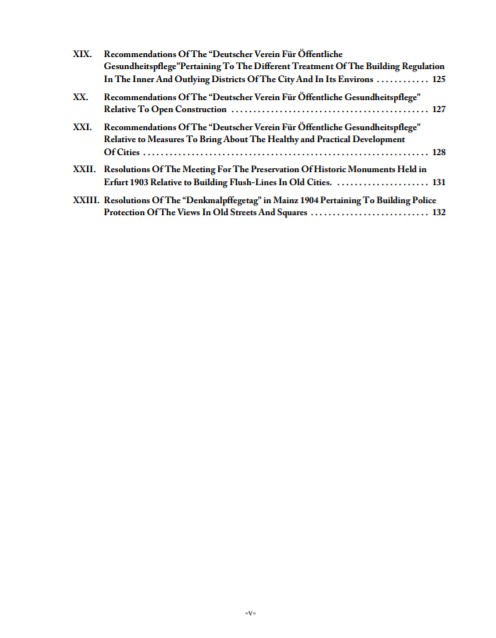 XIX. Recommendations Of The "Deutscher Verein Für Öffentliche
Gesundheitspflege"Pertaining To The Different Treatment Of The Building Regulation
In The Inner And Outlying Districts Of The City And In Its Environs ............ 125
XX. Recommendations Of The "Deutscher Verein Für Öffentliche Gesundheitspflege"
Relative To Open Construction ............................................. 127
XXI. Recommendations Of The "Deutscher Verein Für Öffentliche Gesundheitspflege"
Relative to Measures To Bring About The Healthy and Practical Development
Of Cities ................................................................. 128
XXII. Resolutions Of The Meeting For The Preservation Of Historic Monuments Held in
Erfurt 1903 Relative to Building Flush-Lines In Old Cities. ..................... 131
XXIII. Resolutions Of The "Denkmalpffegetag" in Mainz 1904 Pertaining To Building Police
Protection Of The Views In Old Streets And Squares ........................... 132
~v~